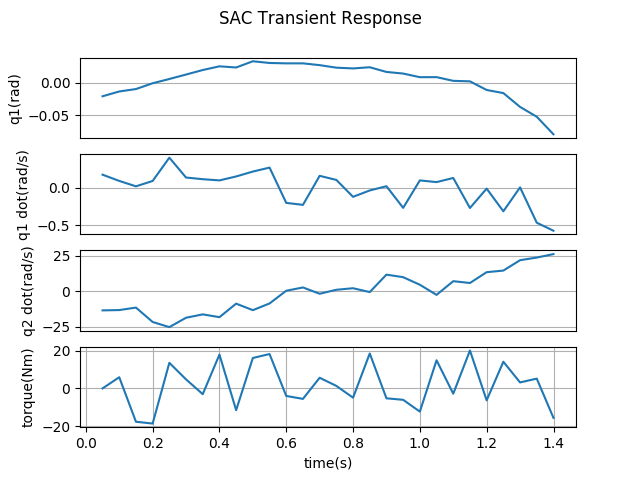 SAC Transient Response
q1(rad)
0.00
−0.05
q1 dot(rad/s)
0.0
−0.5
q2 dot(rad/s)
25
0
−25
torque(Nm)
20
0
−20
0.0 0.2 0.4 0.6 0.8 1.0 1.2 1.4
time(s)